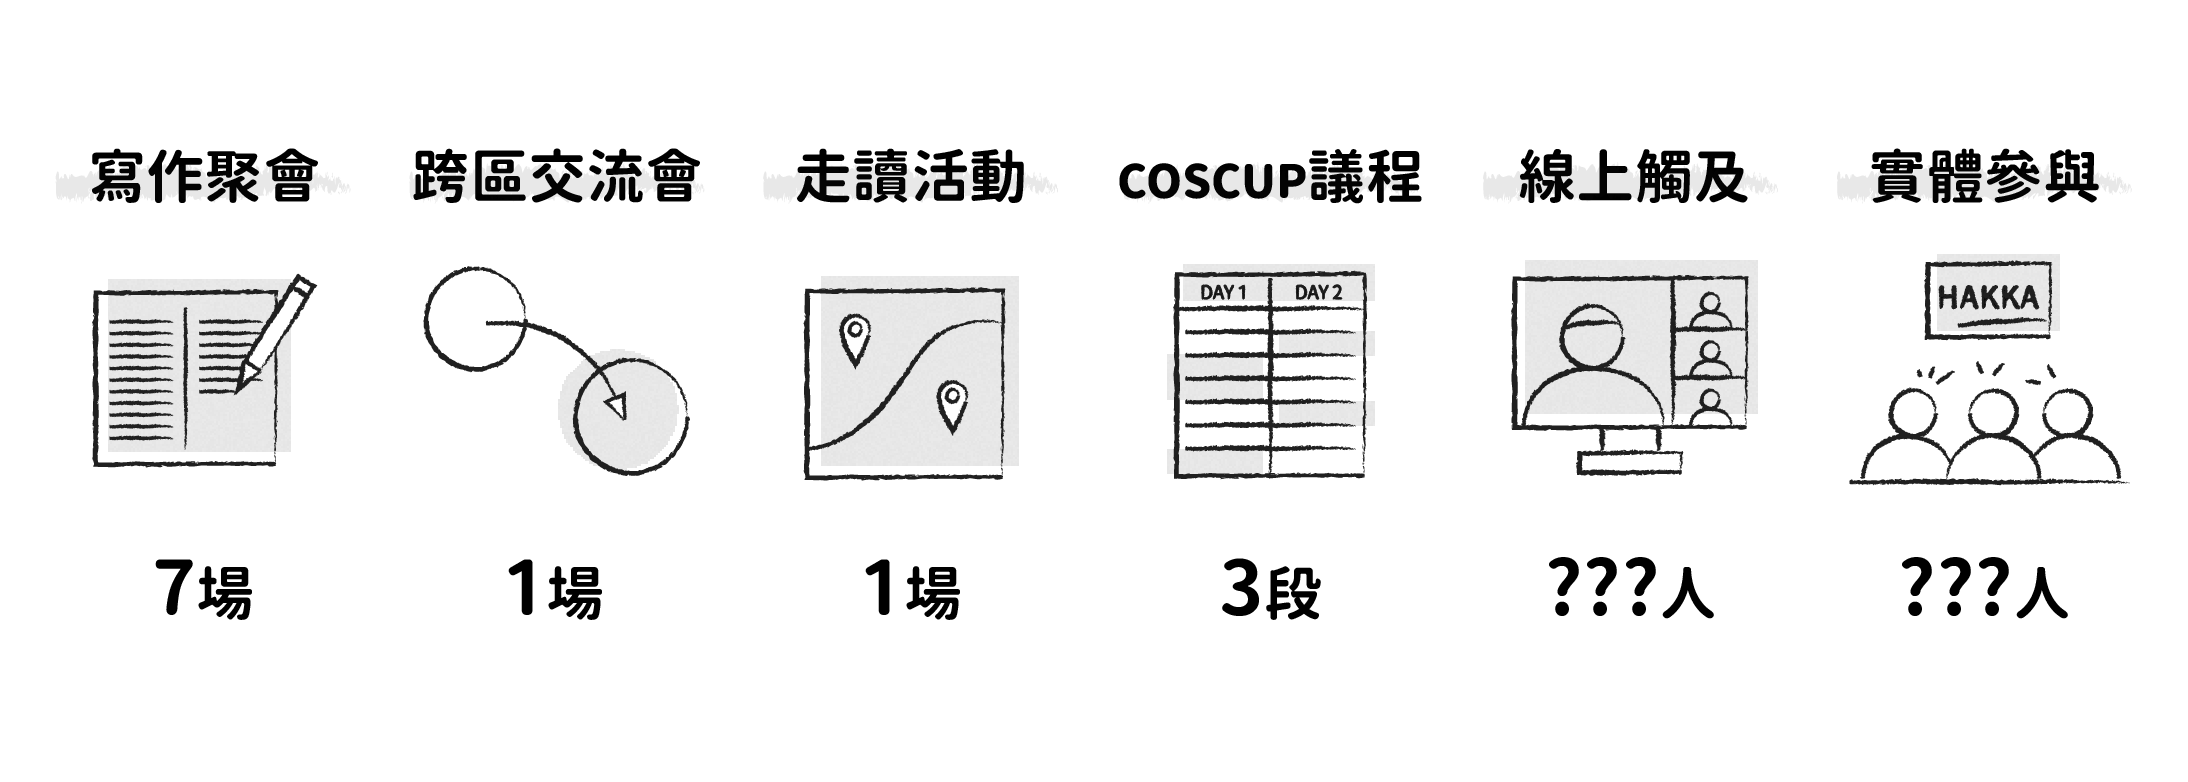 寫作聚會
跨區交流會
走讀活動
COSCUP議程
線上觸及
實體參與
DAY 1
DAY 2
HAKKA
7場
1場
1場
3段
???人
???人